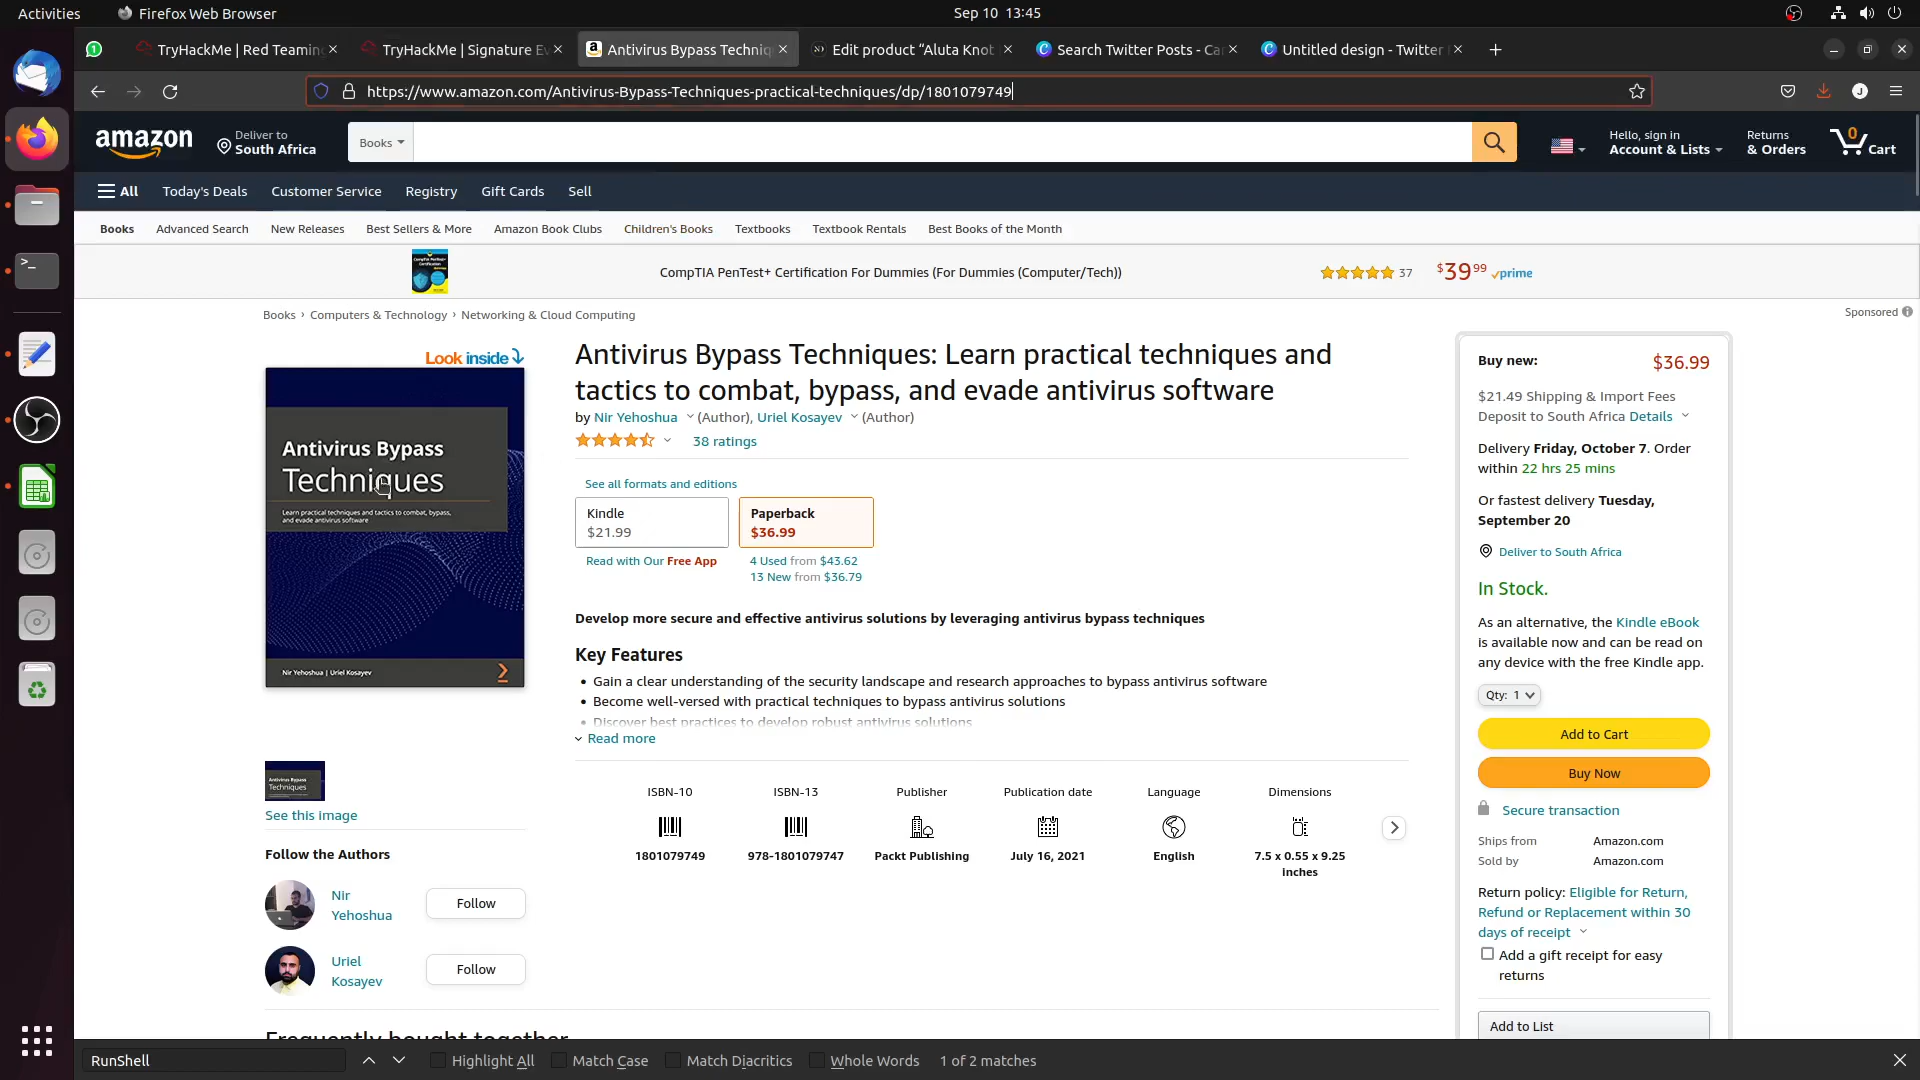 Activities
Firefox Web Browser
Sep 10 13:45
1
TryHackMe | Red Teaming
TryHackMe | Signature Ev
Antivirus Bypass Techniq
Edit product “Aluta Knot
Search Twitter Posts - Ca
Untitled design - Twitter
https://www.amazon.com/Antivirus-Bypass-Techniques-practical-techniques/dp/1801079749
J
amazon
Deliver to
South Africa
Books
Hello, sign in
Account & Lists
Returns
& Orders
0
Cart
All
Today's Deals
Customer Service
Registry
Gift Cards
Sell
Books
Advanced Search
New Releases
Best Sellers & More
Amazon Book Clubs
Children's Books
Textbooks
Textbook Rentals
Best Books of the Month
CompTIA PenTest+ Certification For Dummies (For Dummies (Computer/Tech))
37
$39 99
prime
Books › Computers & Technology › Networking & Cloud Computing
Sponsored
Look inside
Antivirus Bypass
Techniques
Learn practical techniques and tactics to combat, bypass,
and evade antivirus software
Nir Yehoshua | Uriel Kosayev
Antivirus Bypass
Techniques
See this image
Follow the Authors
Nir
Yehoshua
Follow
Uriel
Kosayev
Follow
Antivirus Bypass Techniques: Learn practical techniques and
tactics to combat, bypass, and evade antivirus software
by Nir Yehoshua (Author), Uriel Kosayev (Author)
38 ratings
See all formats and editions
Kindle
$21.99
Paperback
$36.99
Read with Our Free App
4 Used from $43.62
13 New from $36.79
Develop more secure and effective antivirus solutions by leveraging antivirus bypass techniques
Key Features
• Gain a clear understanding of the security landscape and research approaches to bypass antivirus software
• Become well-versed with practical techniques to bypass antivirus solutions
• Discover best practices to develop robust antivirus solutions
Read more
ISBN-10
1801079749
ISBN-13
978-1801079747
Publisher
Packt Publishing
Publication date
July 16, 2021
Language
English
Dimensions
7.5 x 0.55 x 9.25
inches
Frequently bought together
Buy new:
$36.99
$21.49 Shipping & Import Fees
Deposit to South Africa Details
Delivery Friday, October 7. Order
within 22 hrs 25 mins
Or fastest delivery Tuesday,
September 20
Deliver to South Africa
In Stock.
As an alternative, the Kindle eBook
is available now and can be read on
any device with the free Kindle app.
Qty: 1
Add to Cart
Buy Now
Secure transaction
Ships from Amazon.com
Sold by Amazon.com
Return policy: Eligible for Return,
Refund or Replacement within 30
days of receipt
Add a gift receipt for easy
returns
Add to List
RunShell
Highlight All
Match Case
Match Diacritics
Whole Words
1 of 2 matches